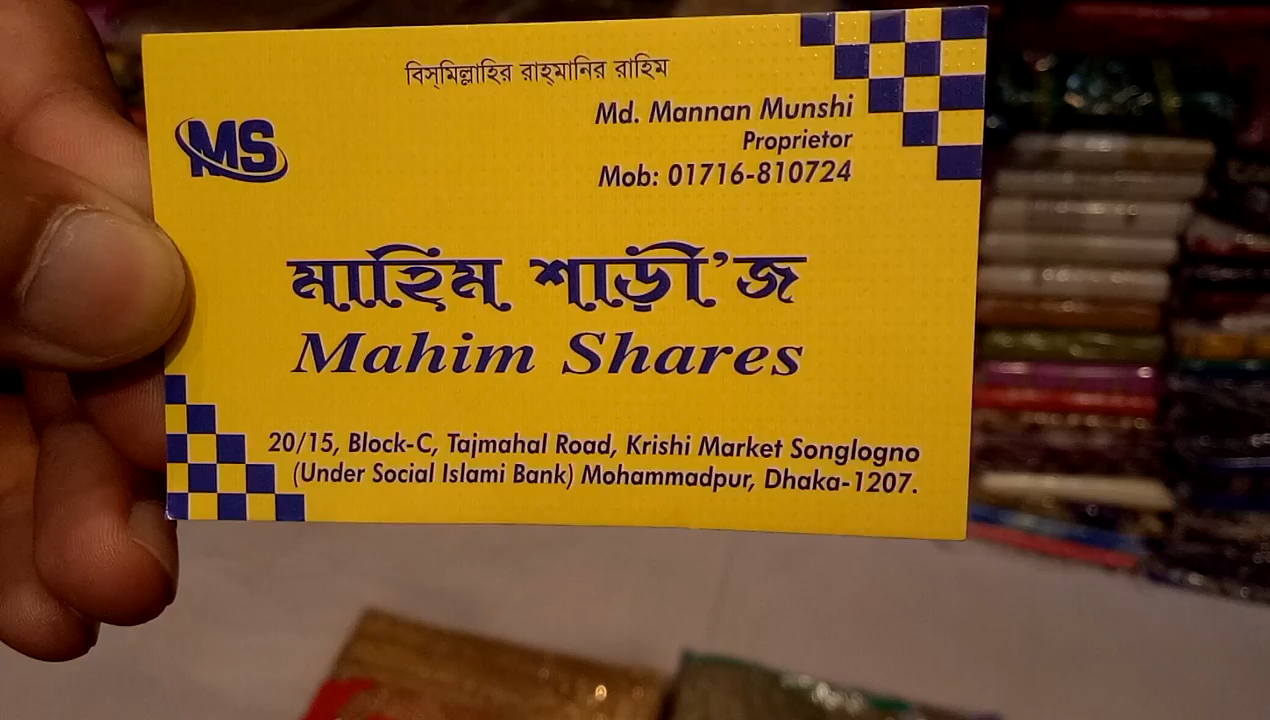 বিস্‌মিল্লাহির রাহ্‌মানির রাহিম
Md. Mannan Munshi
Proprietor
Mob: 01716-810724
MS
মাহিম শাড়ী'জ
Mahim Shares
20/15, Block-C, Tajmahal Road, Krishi Market Songlogno
(Under Social Islami Bank) Mohammadpur, Dhaka-1207.